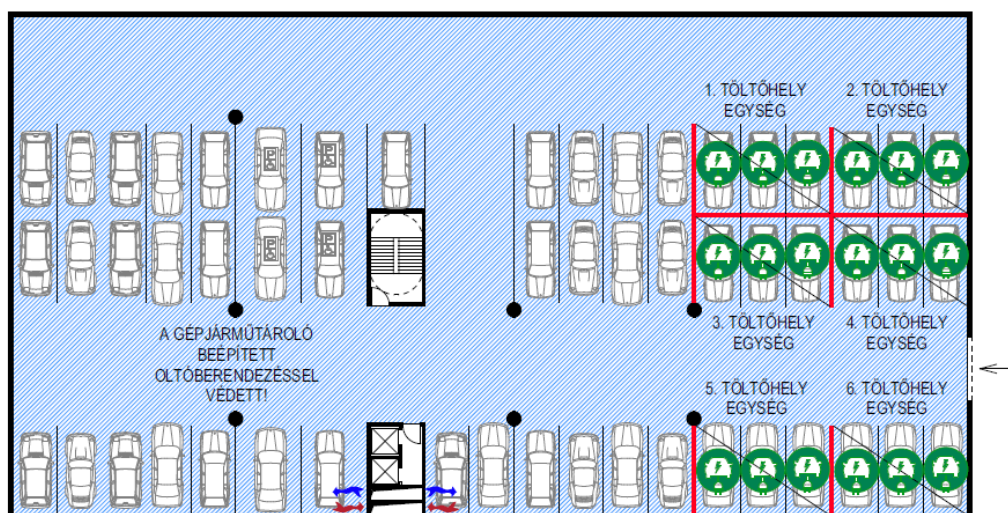 1. TÖLTŐHELY
EGYSÉG
2. TÖLTŐHELY
EGYSÉG
A GÉPJÁRMŰTÁROLÓ
BEÉPÍTETT
OLTÓBERENDEZÉSSEL
VÉDETT!
3. TÖLTŐHELY
EGYSÉG
4. TÖLTŐHELY
EGYSÉG
5. TÖLTŐHELY
EGYSÉG
6. TÖLTŐHELY
EGYSÉG